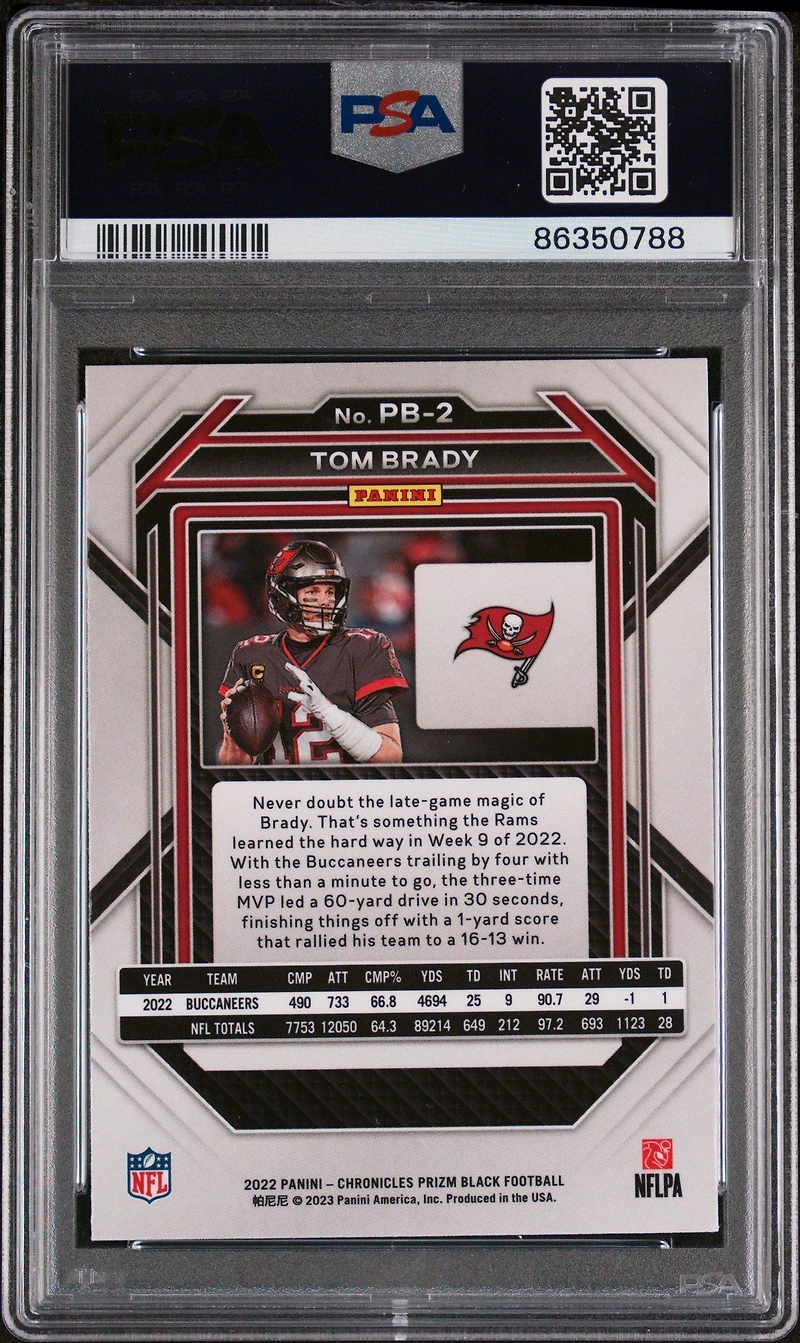 PSA
86350788
No. PB-2
TOM BRADY
PANINI
Never doubt the late-game magic of
Brady. That's something the Rams
learned the hard way in Week 9 of 2022.
With the Buccaneers trailing by four with
less than a minute to go, the three-time
MVP led a 60-yard drive in 30 seconds,
finishing things off with a 1-yard score
that rallied his team to a 16-13 win.
YEAR TEAM CMP ATT CMP% YDS TD INT RATE ATT YDS TD
2022 BUCCANEERS 490 733 66.8 4694 25 9 90.7 29 -1 1
NFL TOTALS 7753 12050 64.3 89214 649 212 97.2 693 1123 28
NFL
NFLPA
2022 PANINI – CHRONICLES PRIZM BLACK FOOTBALL
帕尼尼 © 2023 Panini America, Inc. Produced in the USA.
PSA